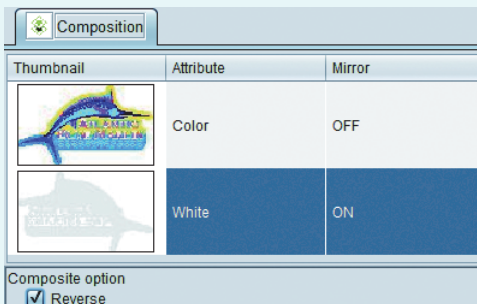 Composition
Thumbnail Attribute Mirror
Color OFF
White ON
Composite option
Reverse